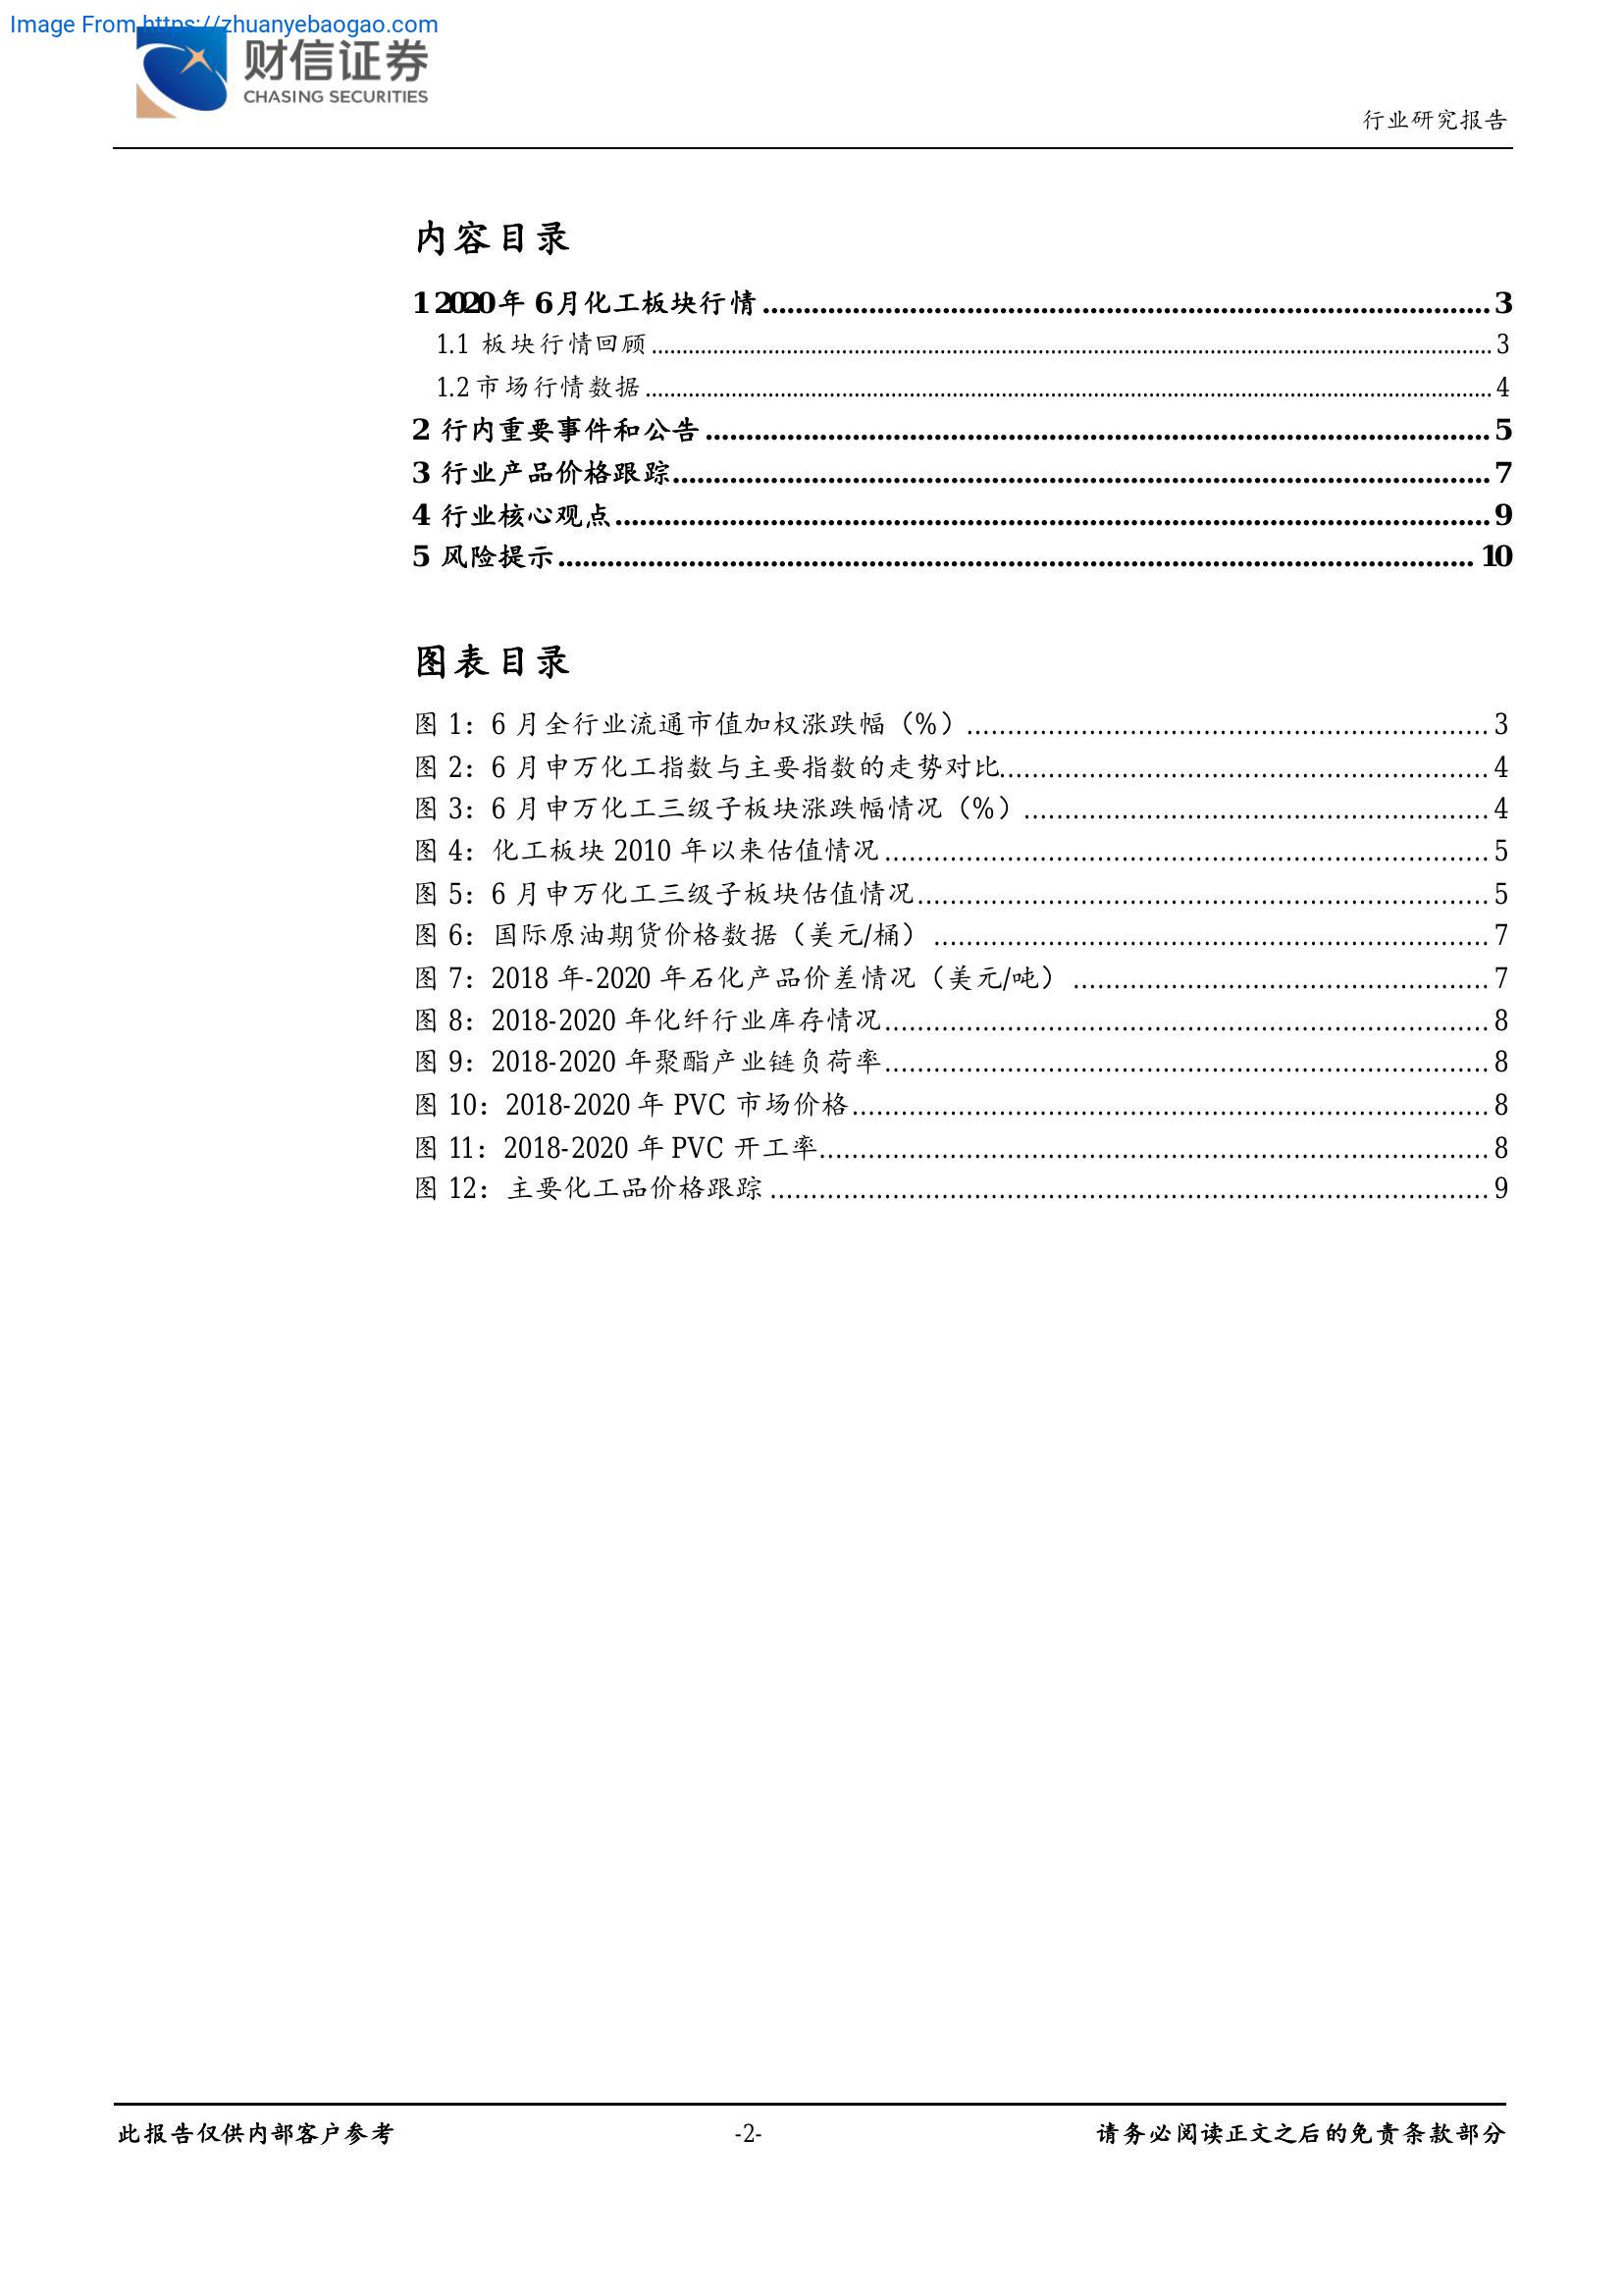 Image From https://zhuanyebaogao.com
财信证券
CHASING SECURITIES
行业研究报告
内容目录
1 2020年 6月化工板块行情........................................ 3
1.1 板块行情回顾........................................ 3
1.2 市场行情数据........................................ 4
2 行内重要事件和公告........................................ 5
3 行业产品价格跟踪........................................ 7
4 行业核心观点........................................ 9
5 风险提示........................................ 10
图表目录
图 1：6 月全行业流通市值加权涨跌幅（%）........................................ 3
图 2：6 月申万化工指数与主要指数的走势对比........................................ 4
图 3：6 月申万化工三级子板块涨跌幅情况（%）........................................ 4
图 4：化工板块 2010 年以来估值情况........................................ 5
图 5：6 月申万化工三级子板块估值情况........................................ 5
图 6：国际原油期货价格数据（美元/桶）........................................ 7
图 7：2018 年-2020 年石化产品价差情况（美元/吨）........................................ 7
图 8：2018-2020 年化纤行业库存情况........................................ 8
图 9：2018-2020 年聚酯产业链负荷率........................................ 8
图 10：2018-2020 年 PVC 市场价格........................................ 8
图 11：2018-2020 年 PVC 开工率........................................ 8
图 12：主要化工品价格跟踪........................................ 9
此报告仅供内部客户参考
-2-
请务必阅读正文之后的免责条款部分